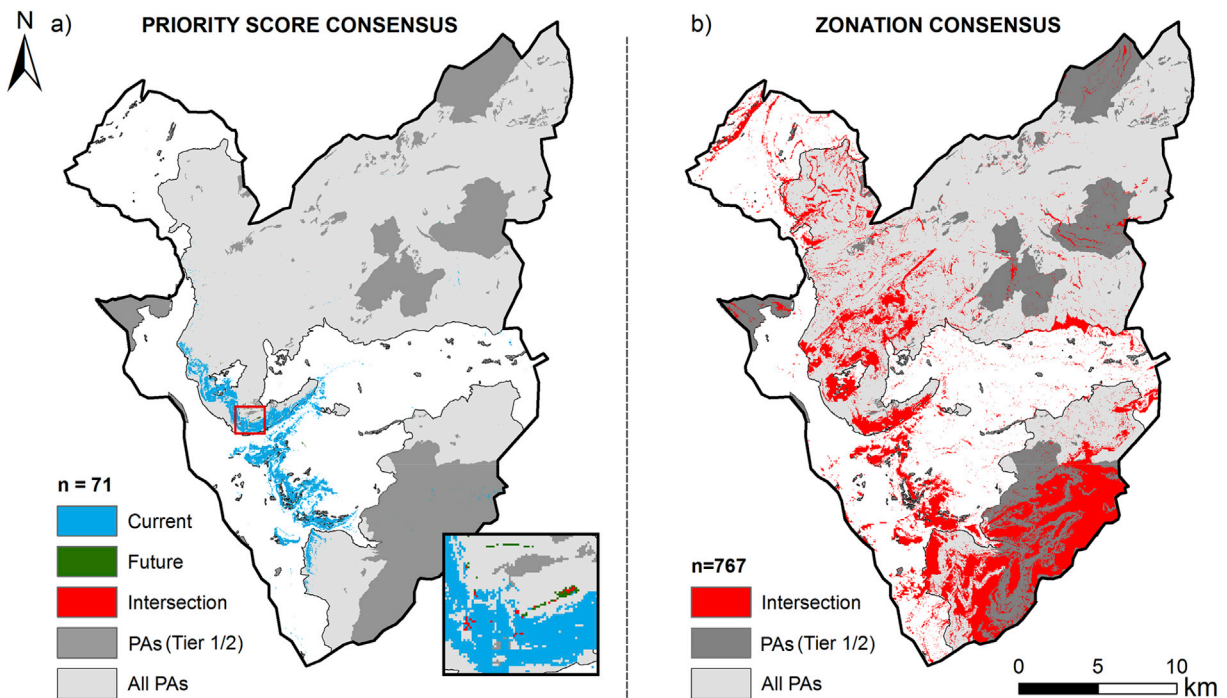 N
a) PRIORITY SCORE CONSENSUS
n = 71
Current
Future
Intersection
PAs (Tier 1/2)
All PAs
b) ZONATION CONSENSUS
n=767
Intersection
PAs (Tier 1/2)
All PAs
0 5 10
km